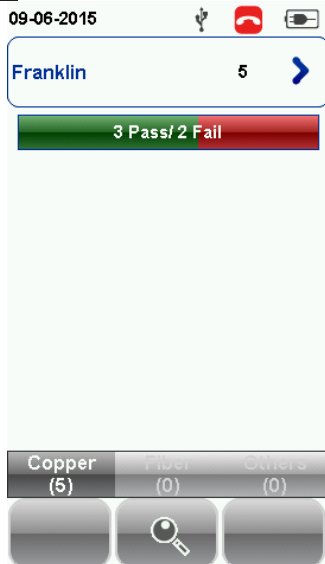 09-06-2015
Franklin 5
3 Pass/ 2 Fail
Copper Fiber Others
(5) (0) (0)